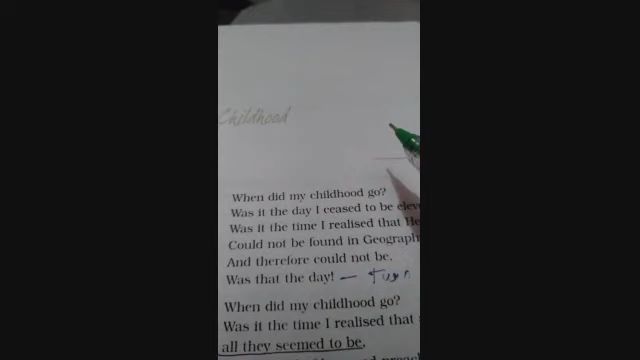 Childhood
When did my childhood go?
Was it the day I ceased to be
Was it the time I realised that
Could not be found in
And therefore could not be.
Was that the day! —
When did my childhood go?
Was it the time I realised that
all they seemed to be,